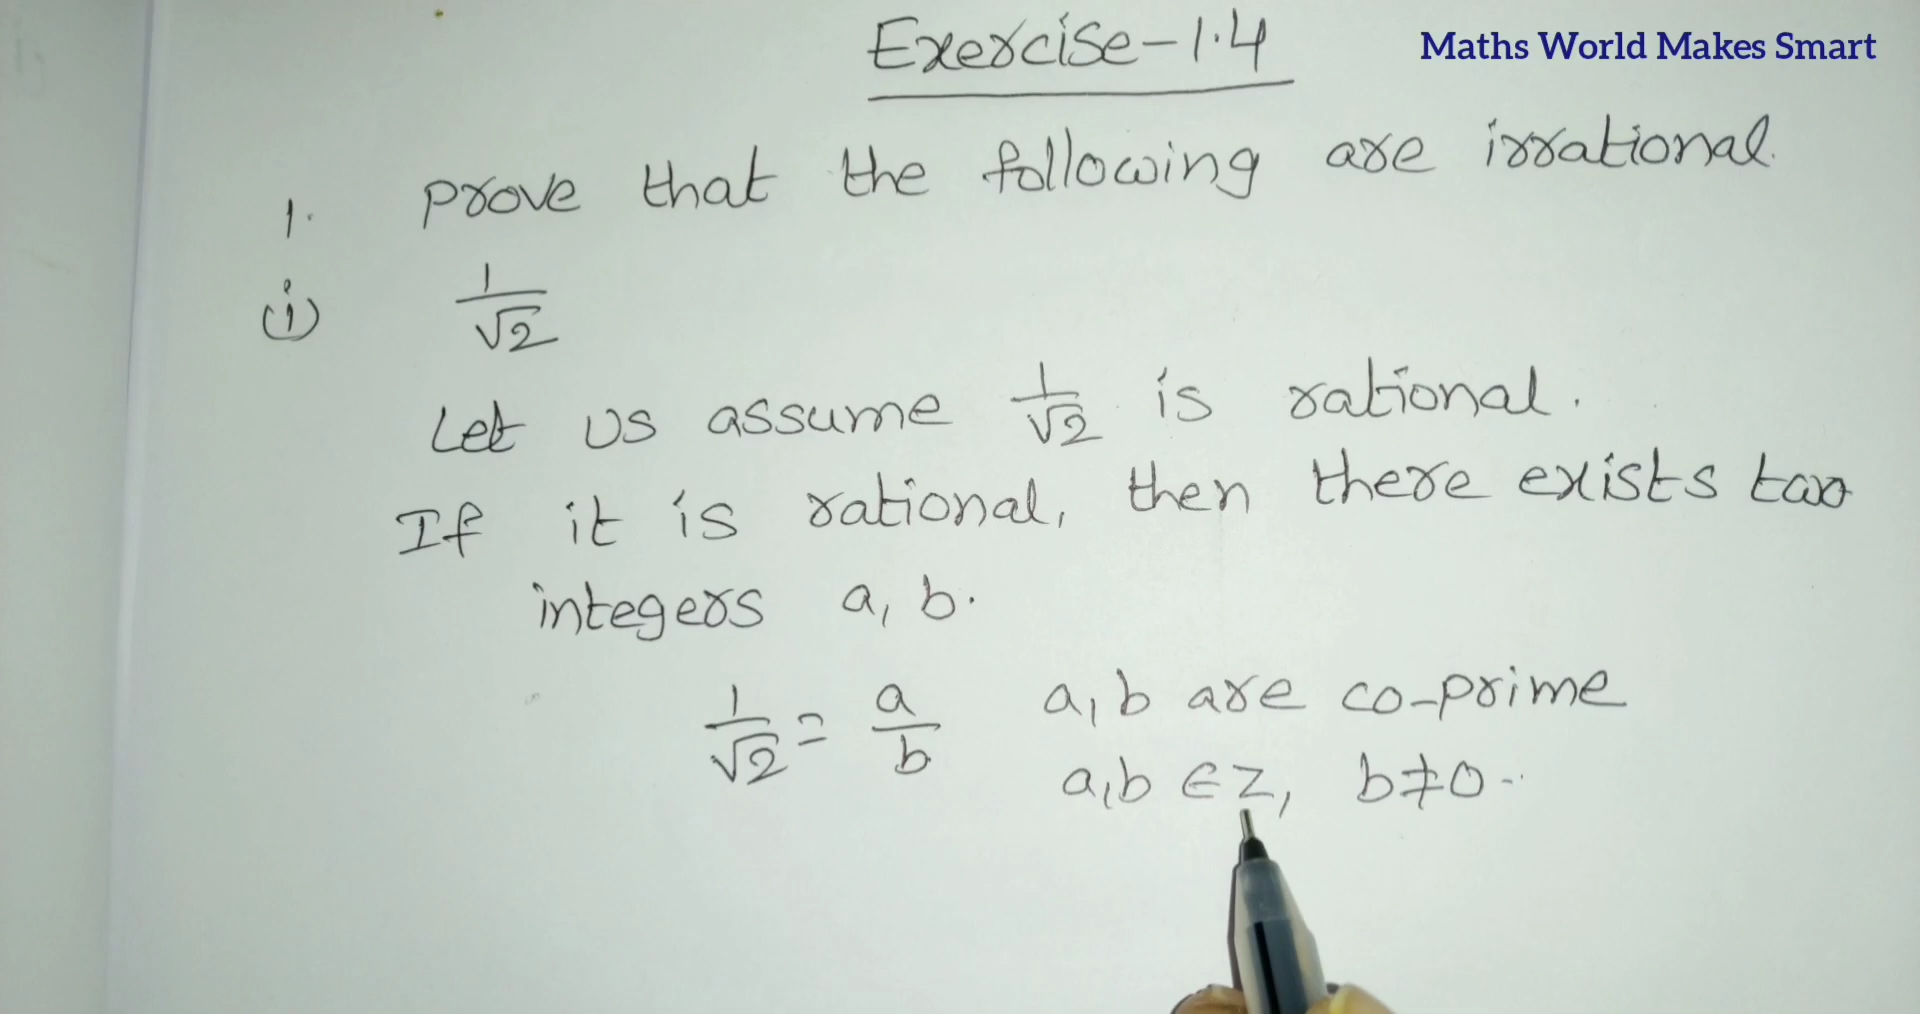 Exercise-1.4
Maths World Makes Smart
1. prove that the following are irrational.
(i) 1/√2
Let us assume 1/√2 is rational.
If it is rational, then there exists two
integers a, b.
1/√2 = a/b a, b are co-prime
a, b ∈ Z, b≠0.